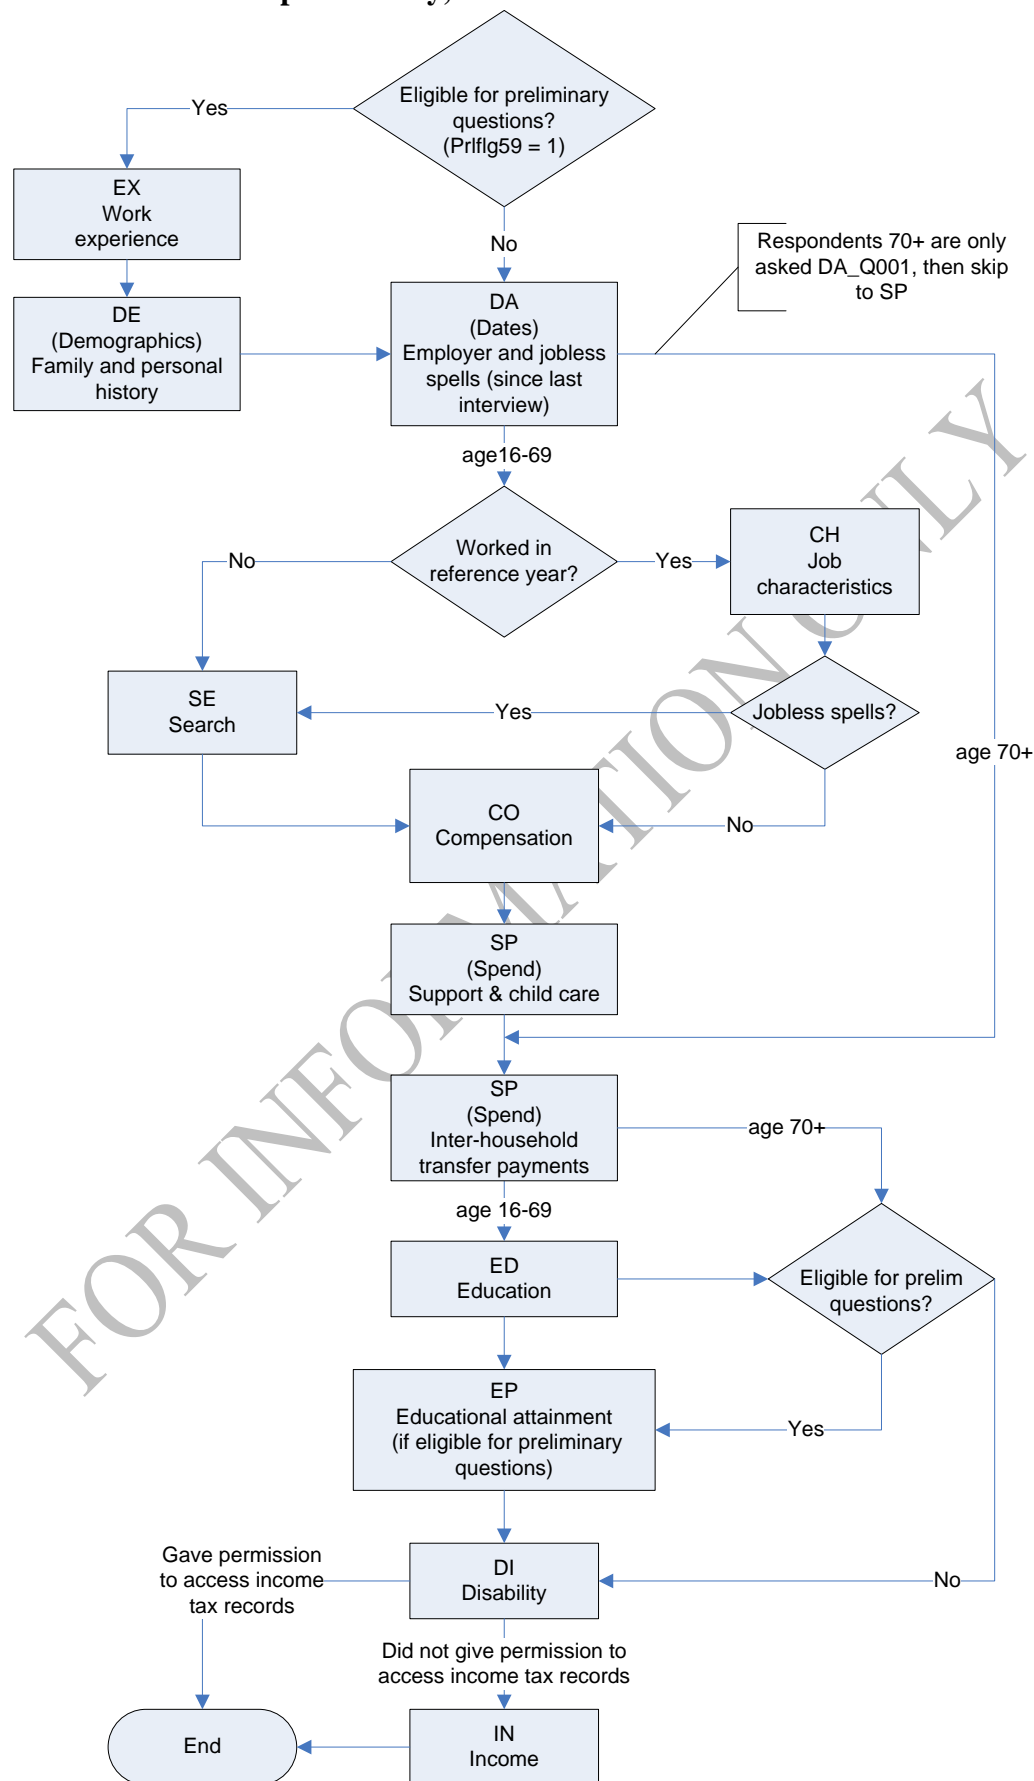 Eligible for preliminary
questions?
(Prlflg59 = 1)
Yes
EX
Work
experience
No
Respondents 70+ are only
asked DA_Q001, then skip
to SP
DE
(Demographics)
Family and personal
history
DA
(Dates)
Employer and jobless
spells (since last
interview)
age16-69
Worked in
reference year?
No
Yes
CH
Job
characteristics
SE
Search
Yes
Jobless spells?
age 70+
CO
Compensation
No
SP
(Spend)
Support & child care
SP
(Spend)
Inter-household
transfer payments
age 70+
age 16-69
ED
Education
Eligible for prelim
questions?
EP
Educational attainment
(if eligible for preliminary
questions)
Yes
Gave permission
to access income
tax records
DI
Disability
No
Did not give permission to
access income tax records
End
IN
Income
FOR INFORMATION ONLY